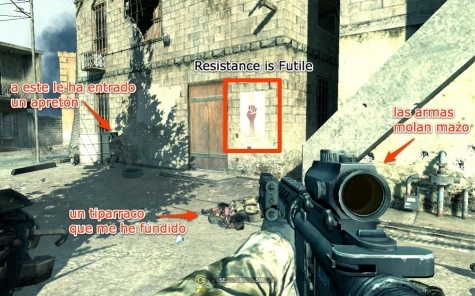 Resistance is Futile
a este le ha entrado
un apretón
las armas
molan mazo
un tiparraco
que me he fundido